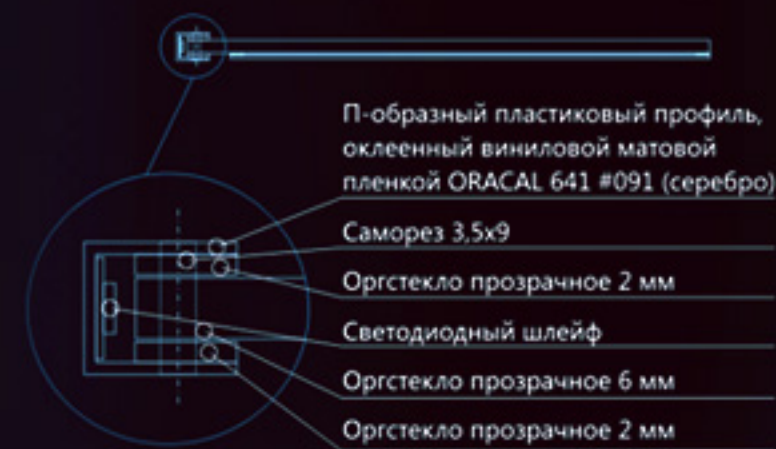 П-образный пластиковый профиль,
оклеенный виниловой матовой
пленкой ORACAL 641 #091 (серебро)
Саморез 3,5x9
Оргстекло прозрачное 2 мм
Светодиодный шлейф
Оргстекло прозрачное 6 мм
Оргстекло прозрачное 2 мм